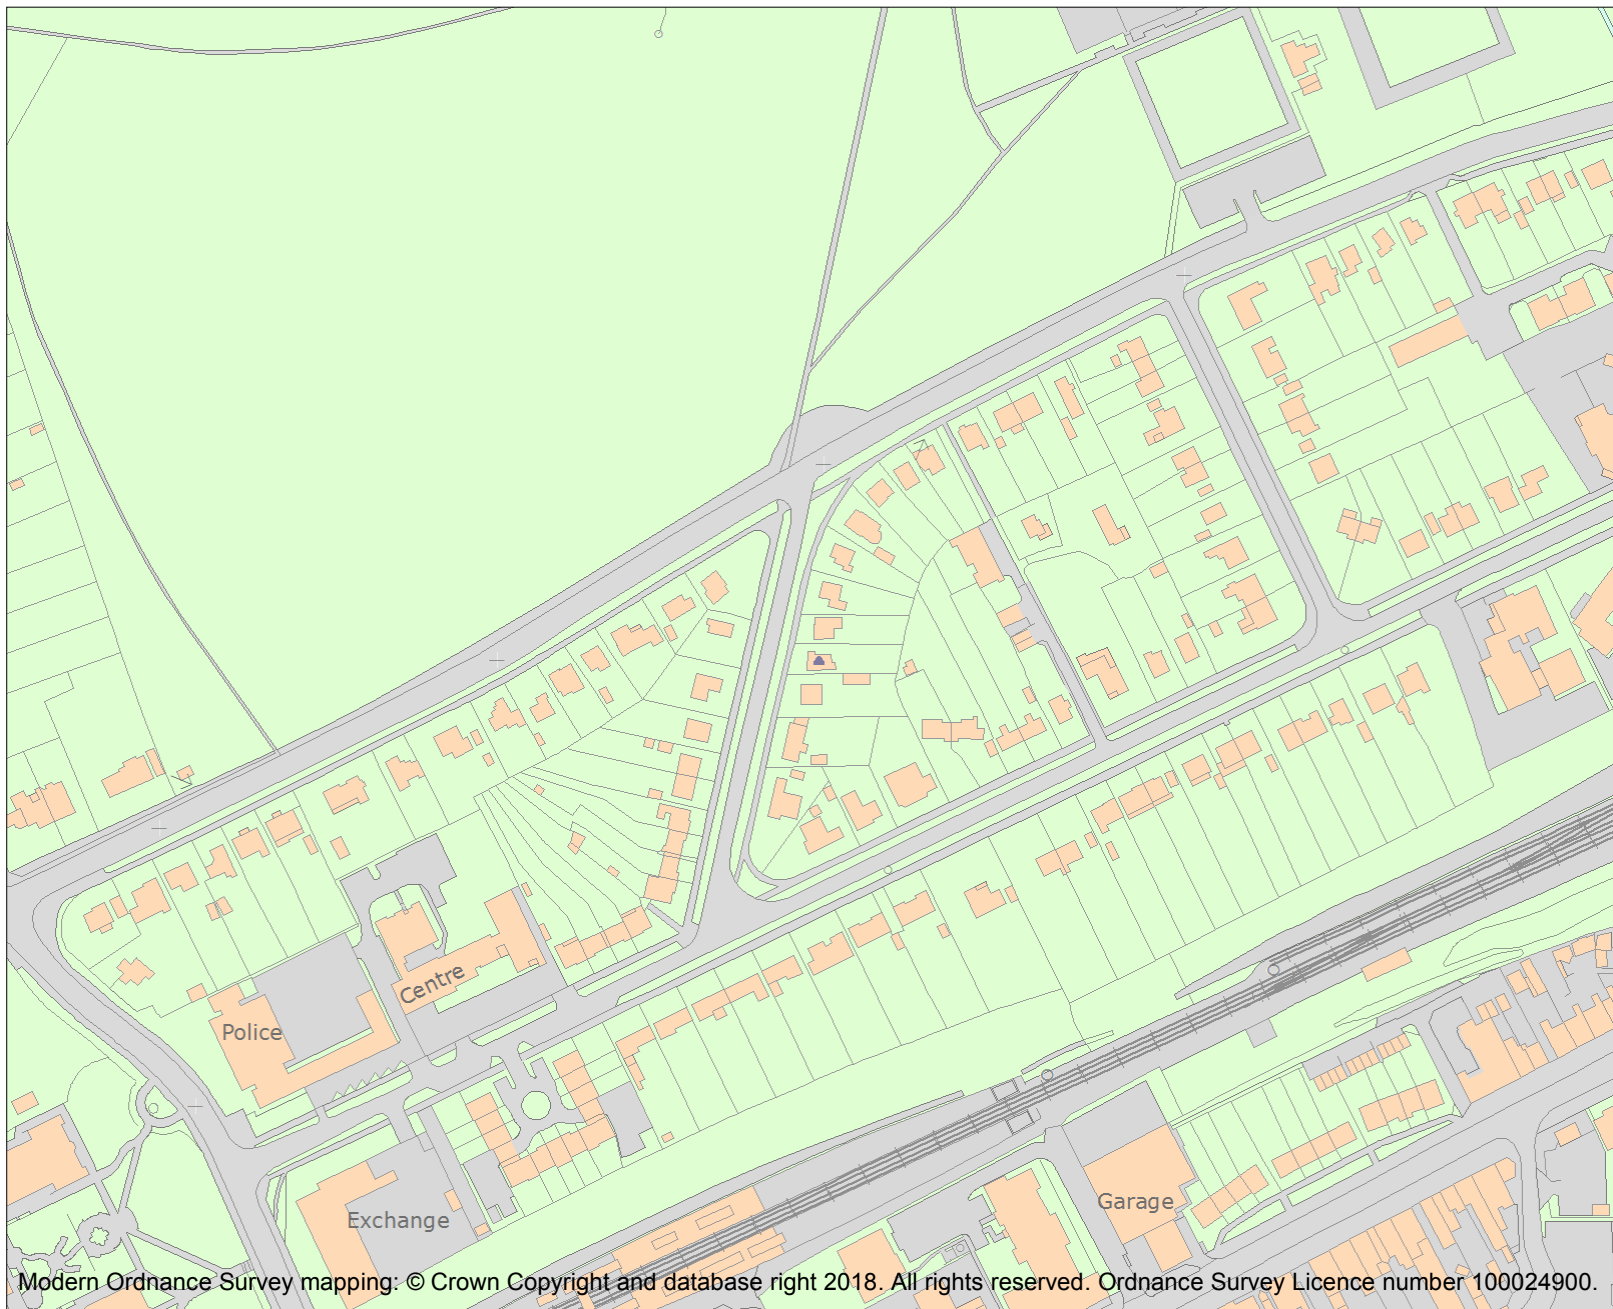 Centre
Police
Garage
Exchange
Modern Ordnance Survey mapping: © Crown Copyright and database right 2018. All rights reserved. Ordnance Survey Licence number 100024900.